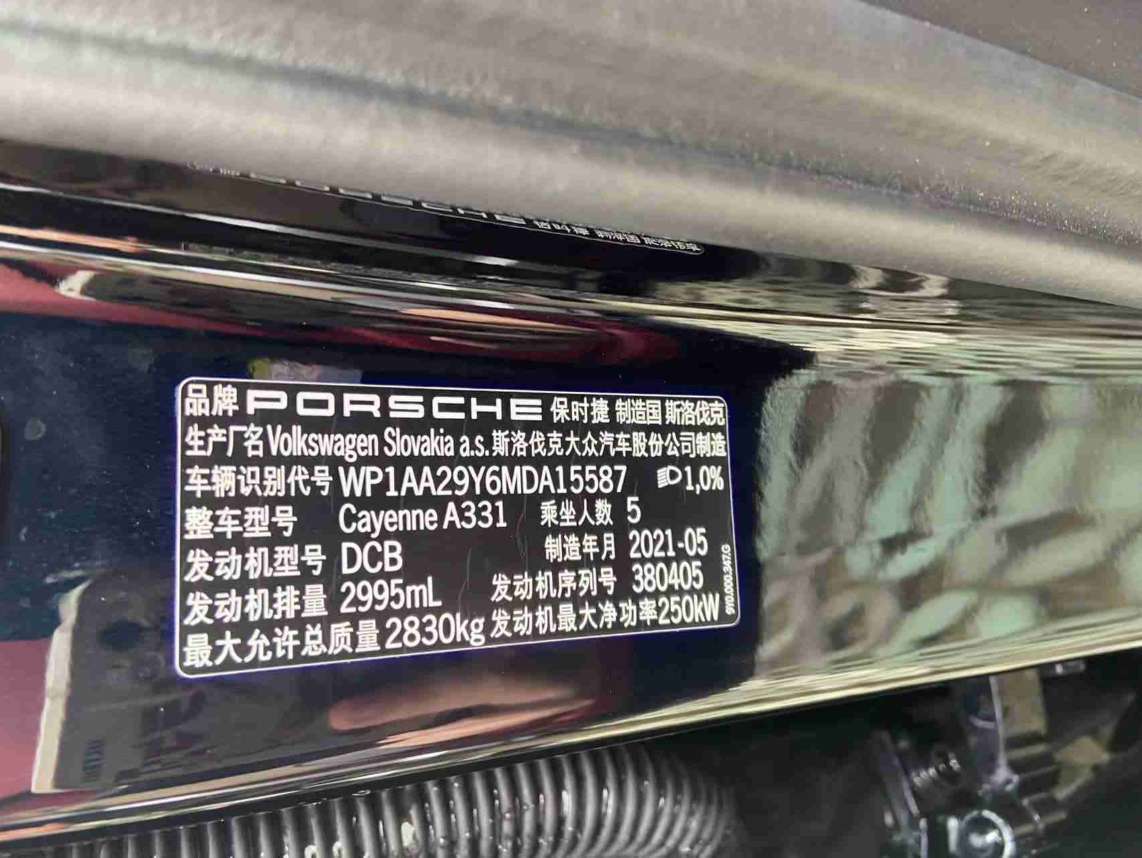 品牌 PORSCHE 保时捷 制造国 斯洛伐克
生产厂名 Volkswagen Slovakia a.s. 斯洛伐克大众汽车股份公司制造
车辆识别代号 WP1AA29Y6MDA15587 1,0%
整车型号 Cayenne A331 乘坐人数 5
发动机型号 DCB 制造年月 2021-05
发动机排量 2995mL 发动机序列号 380405
最大允许总质量 2830kg 发动机最大净功率 250kW
910.000.347.G